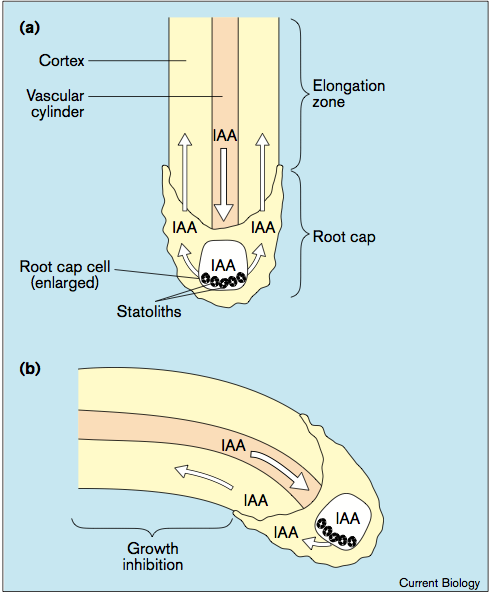 (a)
Cortex
Vascular
cylinder
IAA
Elongation
zone
IAA
IAA
Root cap
IAA
Root cap cell
(enlarged)
Statoliths
(b)
IAA
IAA
IAA
IAA
Growth
inhibition
Current Biology